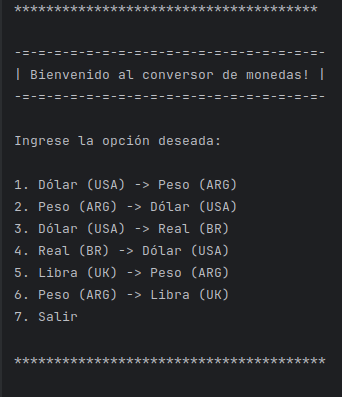 **************************************
-=-=-=-=-=-=-=-=-=-=-=-=-=-=-=-=-=-=-=-
| Bienvenido al conversor de monedas! |
-=-=-=-=-=-=-=-=-=-=-=-=-=-=-=-=-=-=-=-
Ingrese la opción deseada:
1. Dólar (USA) -> Peso (ARG)
2. Peso (ARG) -> Dólar (USA)
3. Dólar (USA) -> Real (BR)
4. Real (BR) -> Dólar (USA)
5. Libra (UK) -> Peso (ARG)
6. Peso (ARG) -> Libra (UK)
7. Salir
***************************************